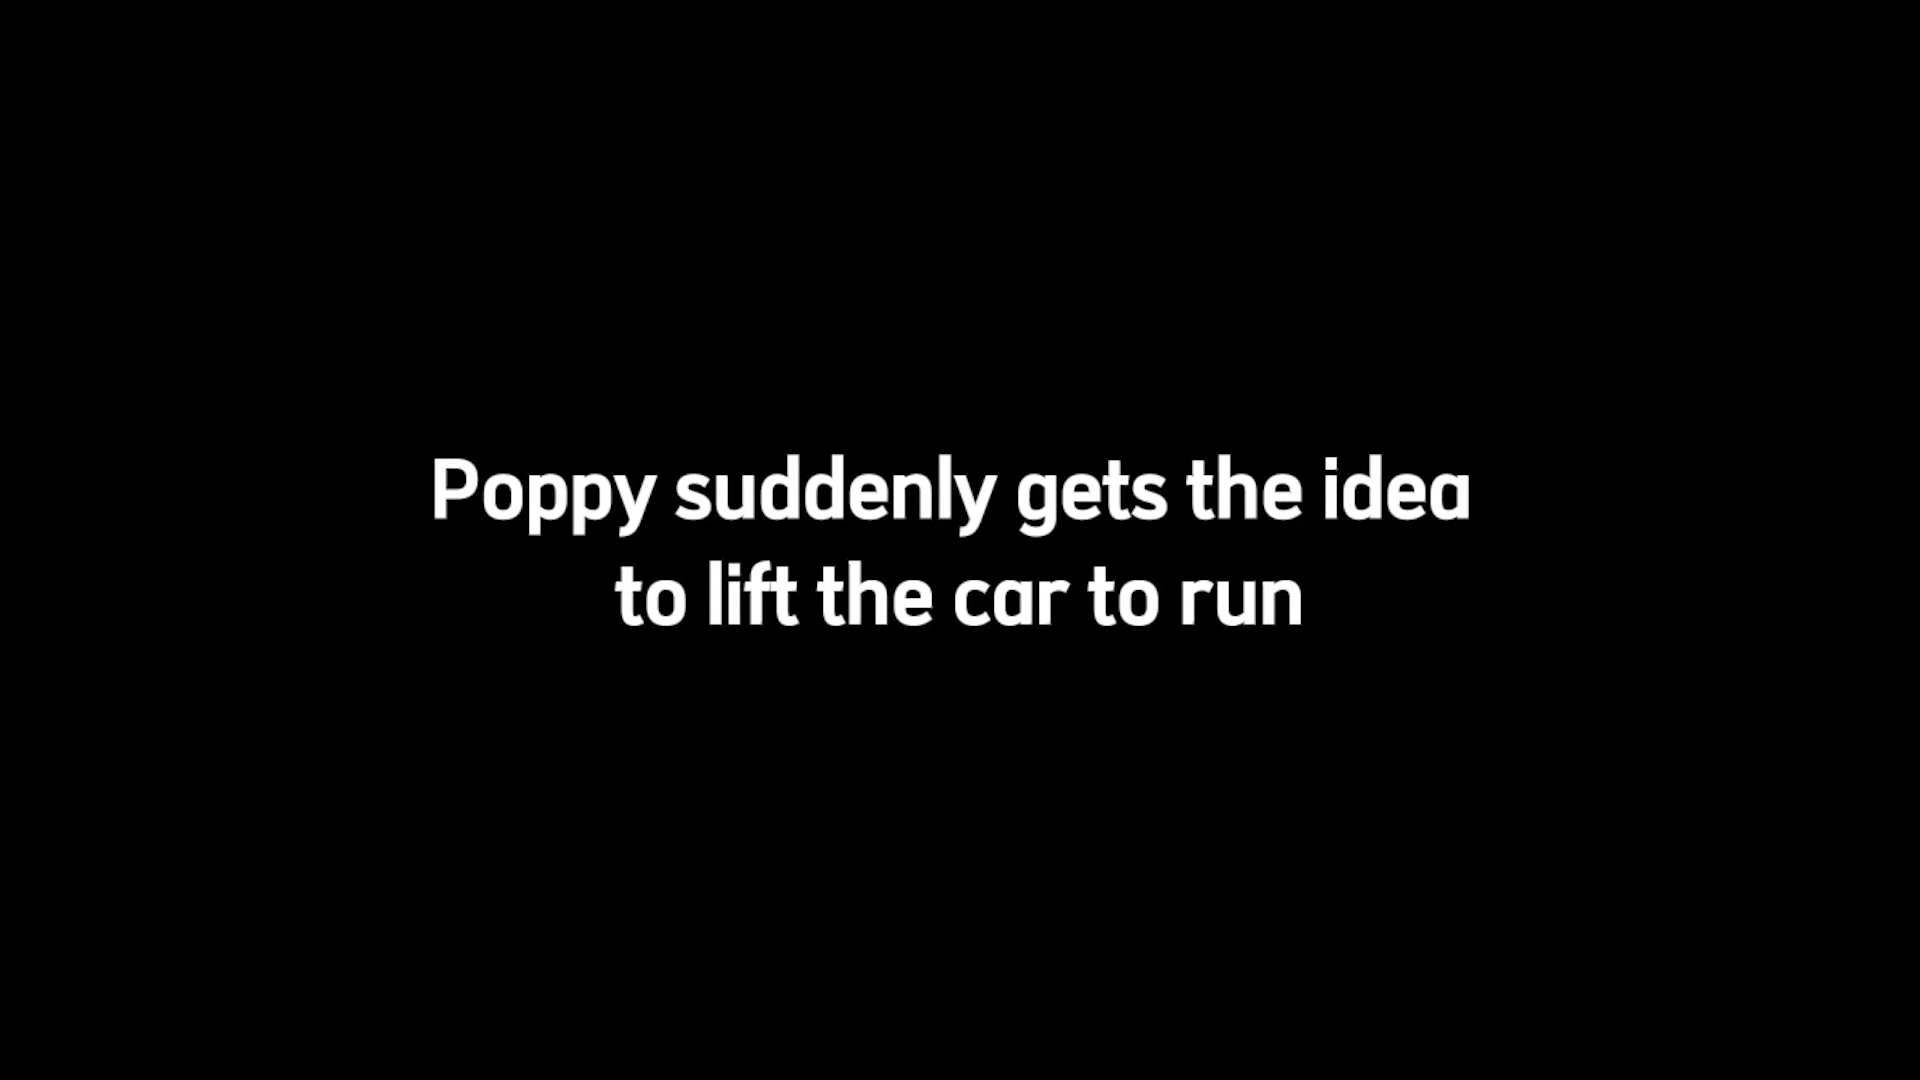 Poppy suddenly gets the idea
to lift the car to run